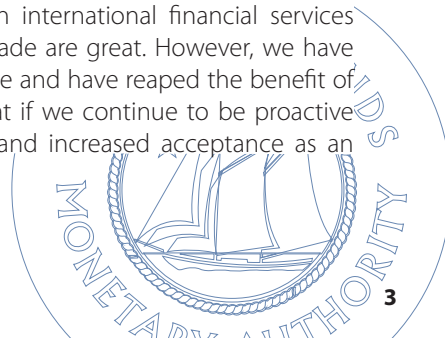 n international financial services
ade are great. However, we have
e and have reaped the benefit of
t if we continue to be proactive
and increased acceptance as an
DS
MONETARY AUTHORITY
3